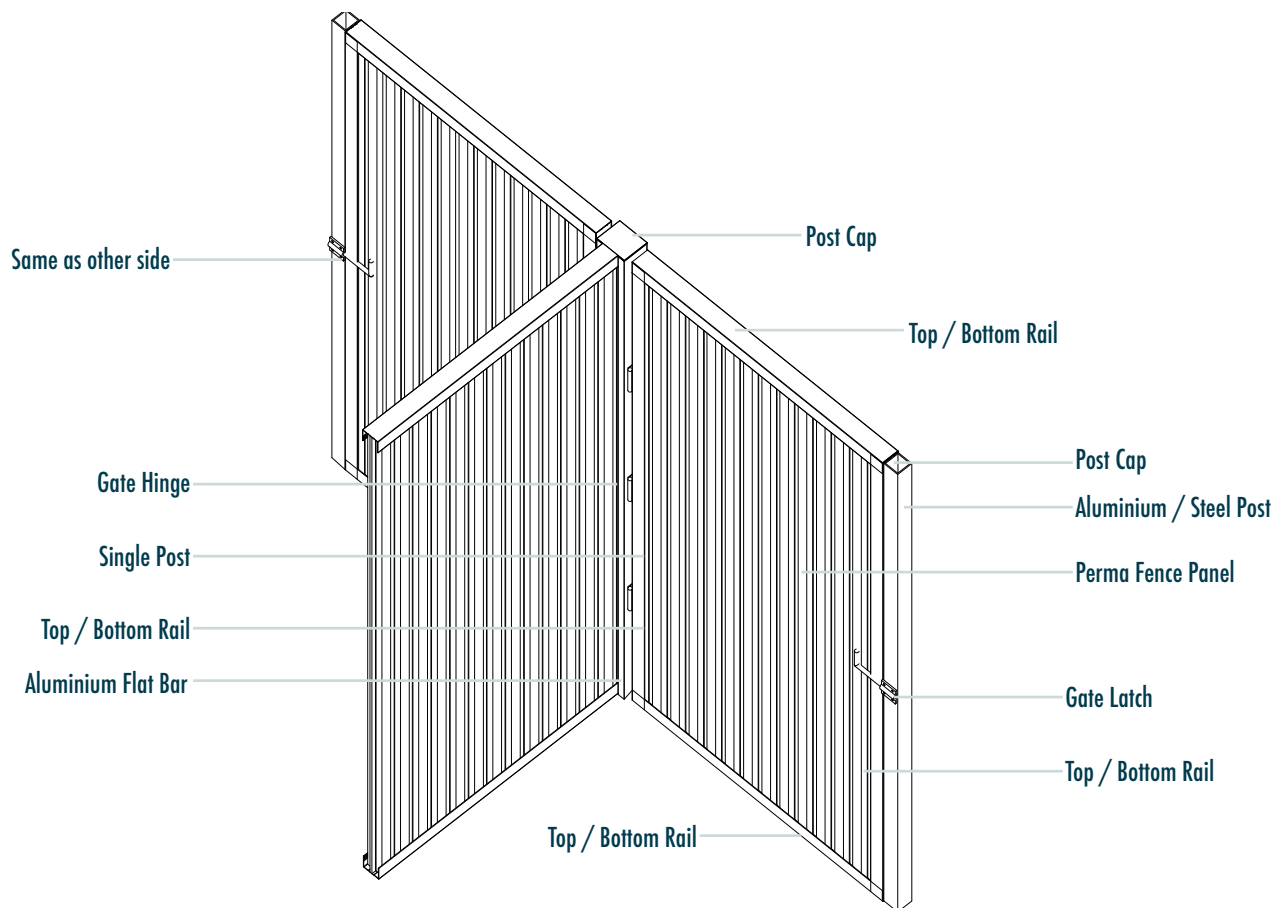 Post Cap
Same as other side
Top / Bottom Rail
Post Cap
Gate Hinge
Aluminium / Steel Post
Single Post
Perma Fence Panel
Top / Bottom Rail
Aluminium Flat Bar
Gate Latch
Top / Bottom Rail
Top / Bottom Rail